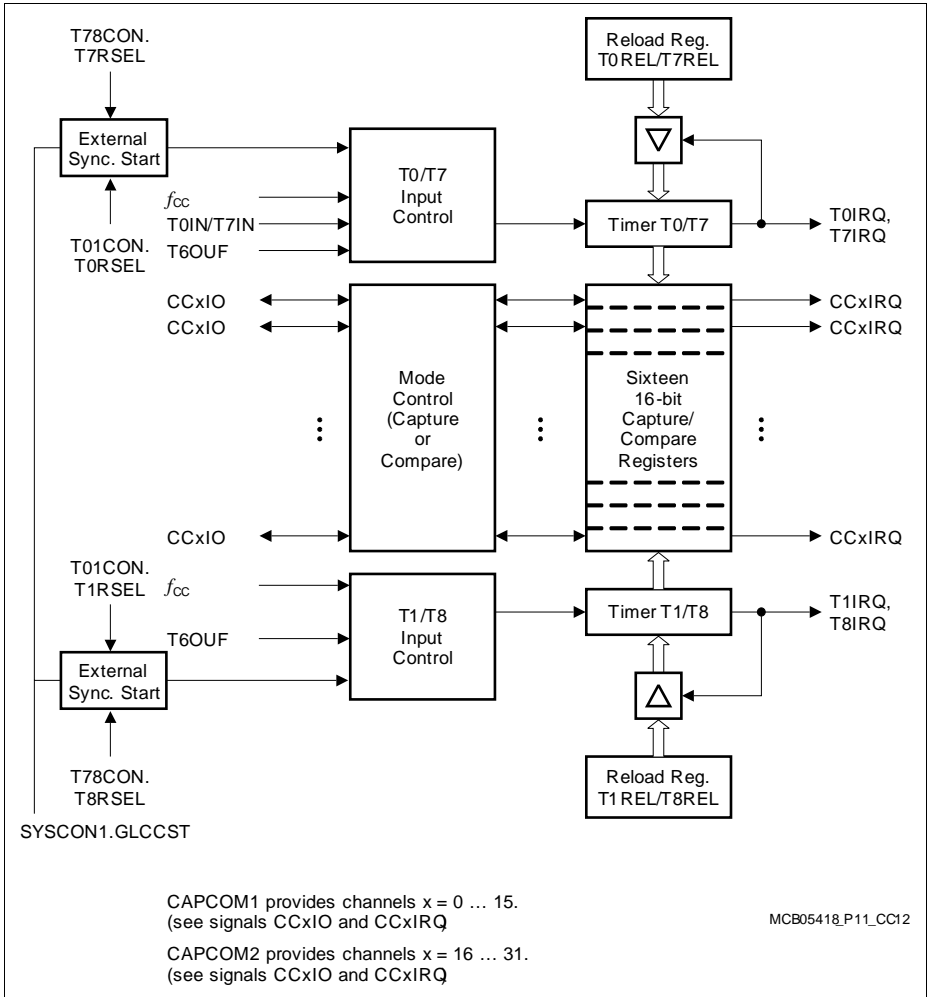 T78CON.
T7RSEL
Reload Reg.
T0REL/T7REL
External
Sync. Start
T01CON.
T0RSEL
fCC
T0IN/T7IN
T6OUF
T0/T7
Input
Control
Timer T0/T7
T0IRQ,
T7IRQ
CCxIO
CCxIO
CCxIO
Mode
Control
(Capture
or
Compare)
Sixteen
16-bit
Capture/
Compare
Registers
CCxIRQ
CCxIRQ
CCxIRQ
T01CON.
T1RSEL
fCC
T6OUF
T1/T8
Input
Control
Timer T1/T8
T1IRQ,
T8IRQ
External
Sync. Start
T78CON.
T8RSEL
Reload Reg.
T1REL/T8REL
SYSCON1.GLCCST
CAPCOM1 provides channels x = 0 … 15.
(see signals CCxIO and CCxIRQ)
CAPCOM2 provides channels x = 16 … 31.
(see signals CCxIO and CCxIRQ)
MCB05418_P11_CC12